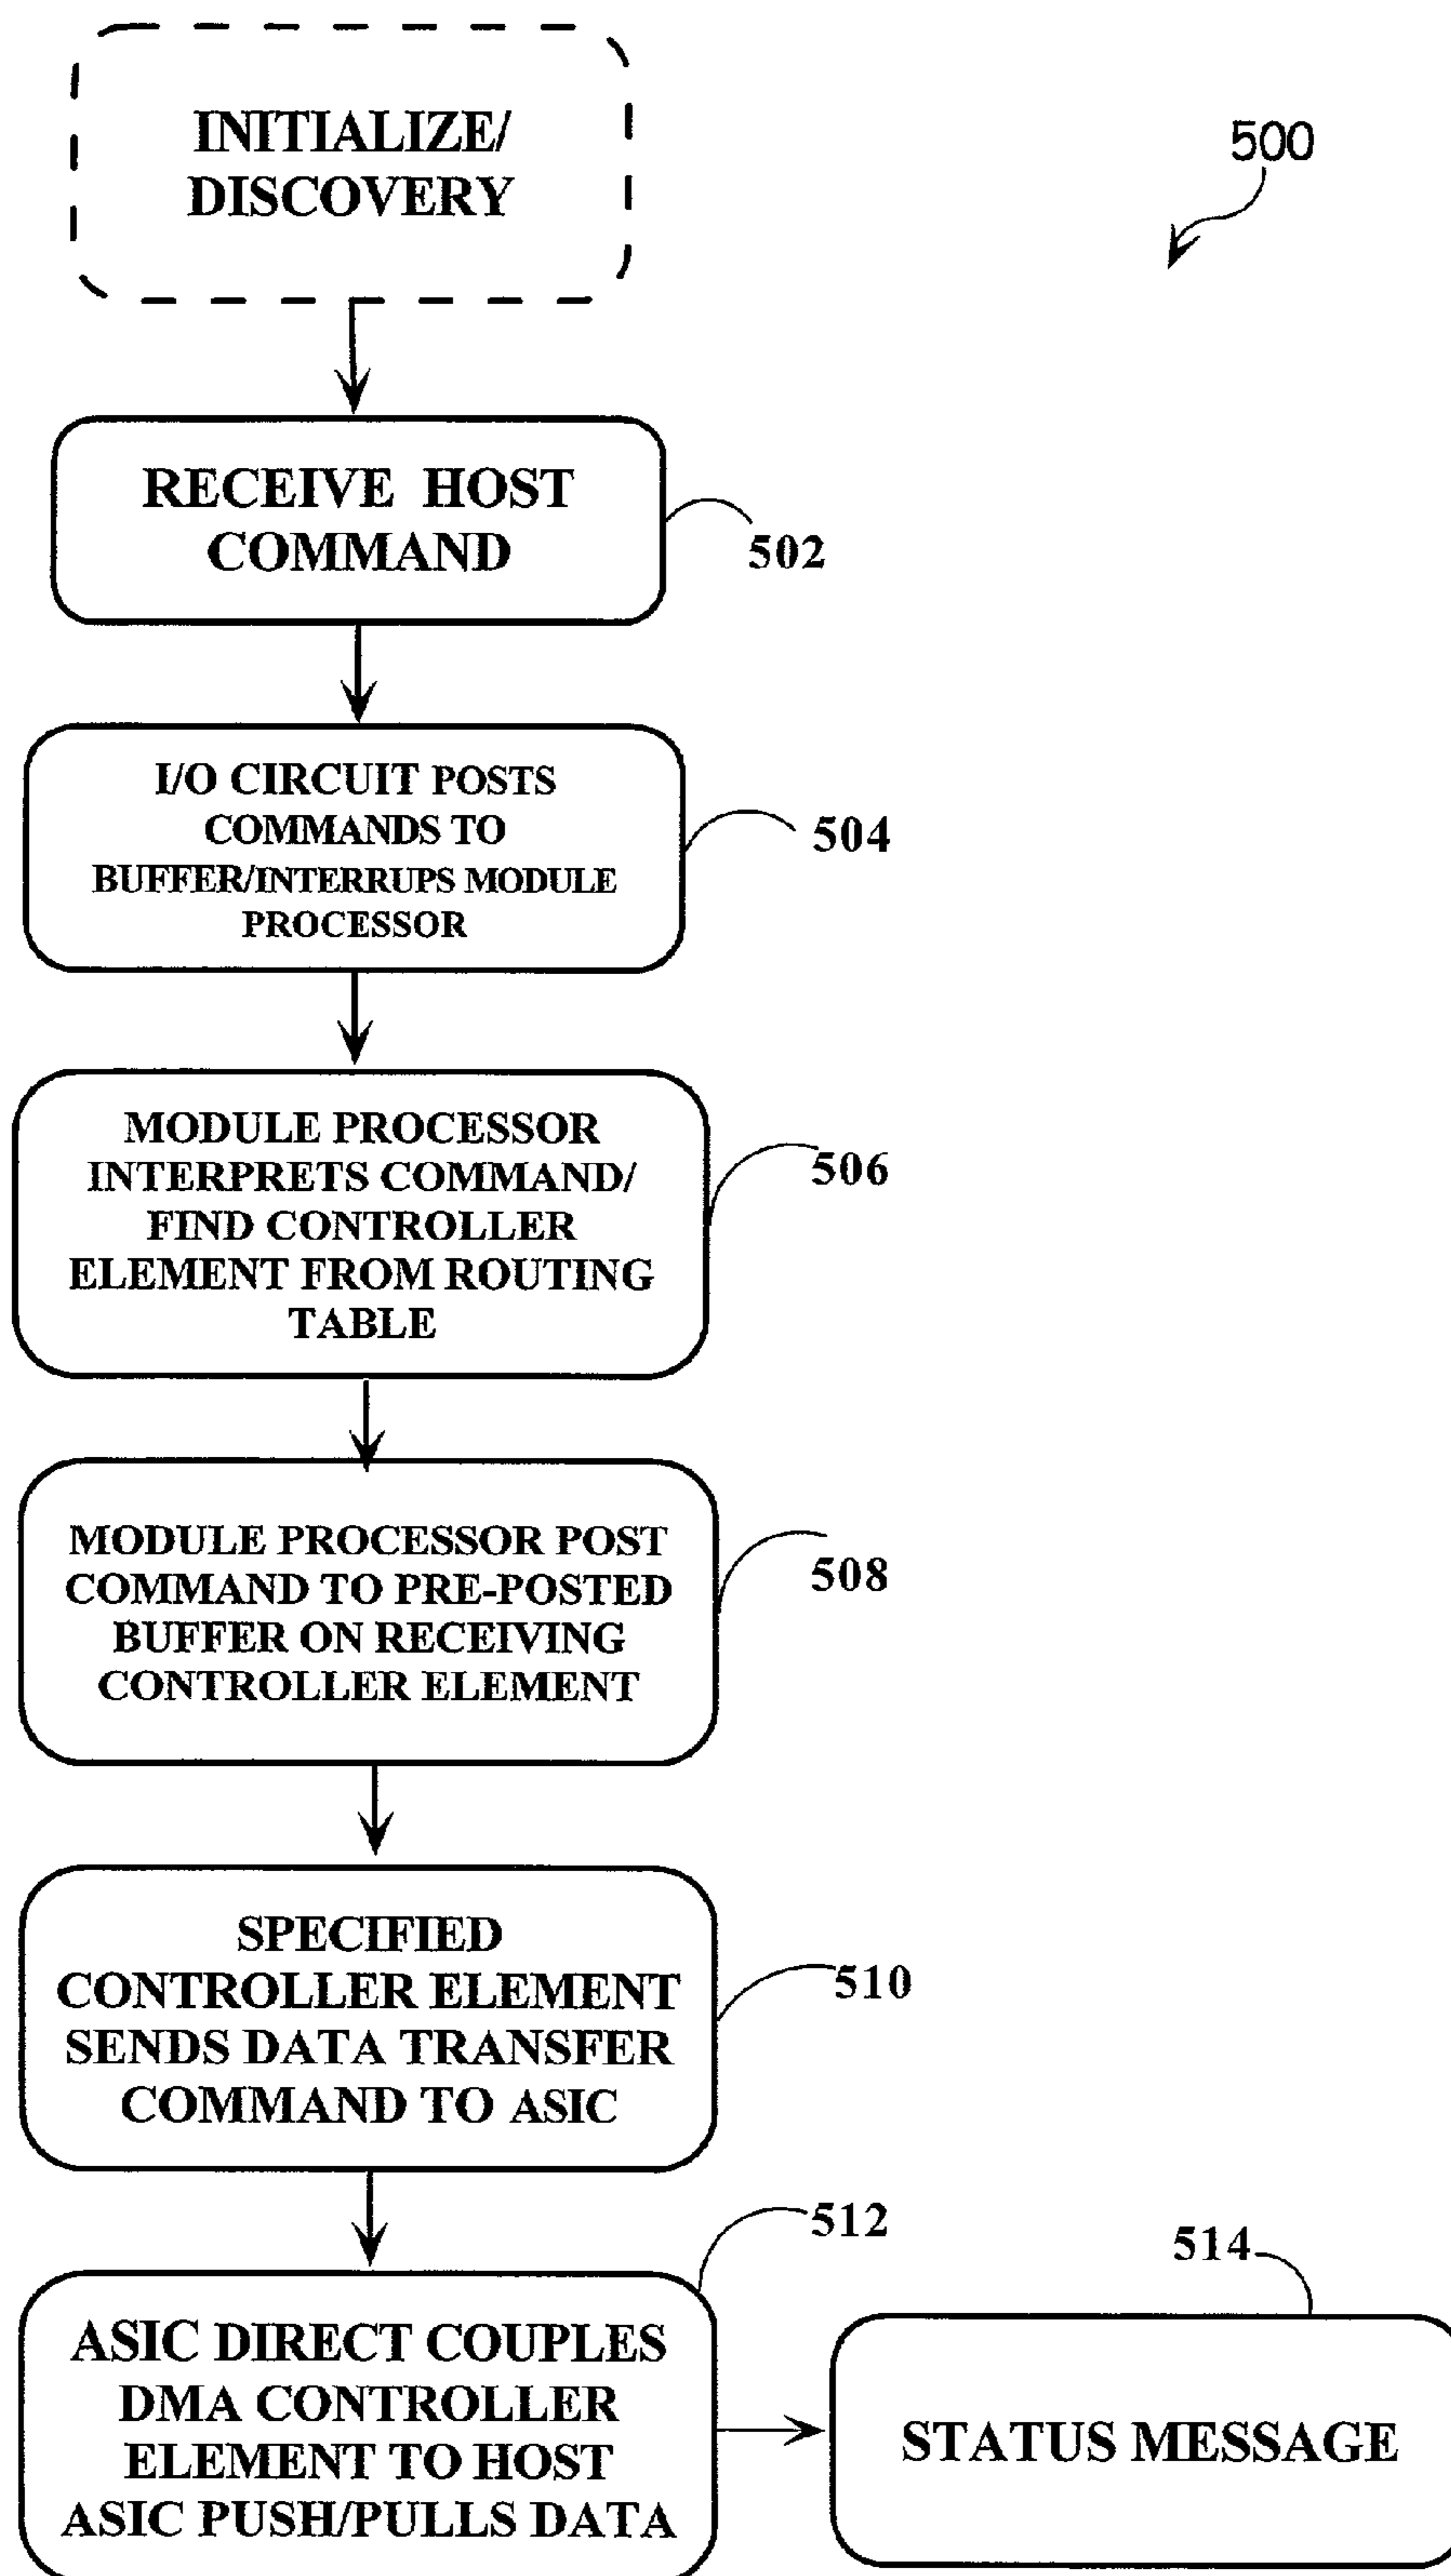 INITIALIZE/
DISCOVERY
500
RECEIVE HOST
COMMAND
502
I/O CIRCUIT POSTS
COMMANDS TO
BUFFER/INTERRUPS MODULE
PROCESSOR
504
MODULE PROCESSOR
INTERPRETS COMMAND/
FIND CONTROLLER
ELEMENT FROM ROUTING
TABLE
506
MODULE PROCESSOR POST
COMMAND TO PRE-POSTED
BUFFER ON RECEIVING
CONTROLLER ELEMENT
508
SPECIFIED
CONTROLLER ELEMENT
SENDS DATA TRANSFER
COMMAND TO ASIC
510
ASIC DIRECT COUPLES
DMA CONTROLLER
ELEMENT TO HOST
ASIC PUSH/PULLS DATA
512
514
STATUS MESSAGE